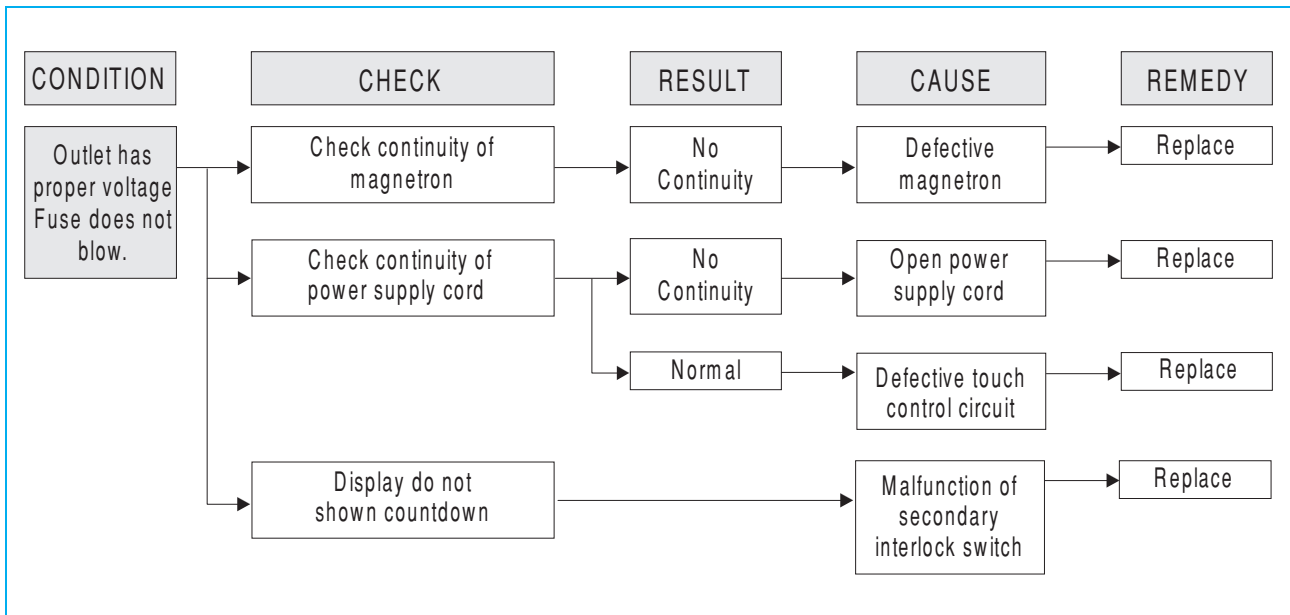 CONDITION
CHECK
RESULT
CAUSE
REMEDY
Outlet has
proper voltage
Fuse does not
blow.
Check continuity of
magnetron
No
Continuity
Defective
magnetron
Replace
Check continuity of
power supply cord
No
Continuity
Open power
supply cord
Replace
Normal
Defective touch
control circuit
Replace
Display do not
shown countdown
Malfunction of
secondary
interlock switch
Replace